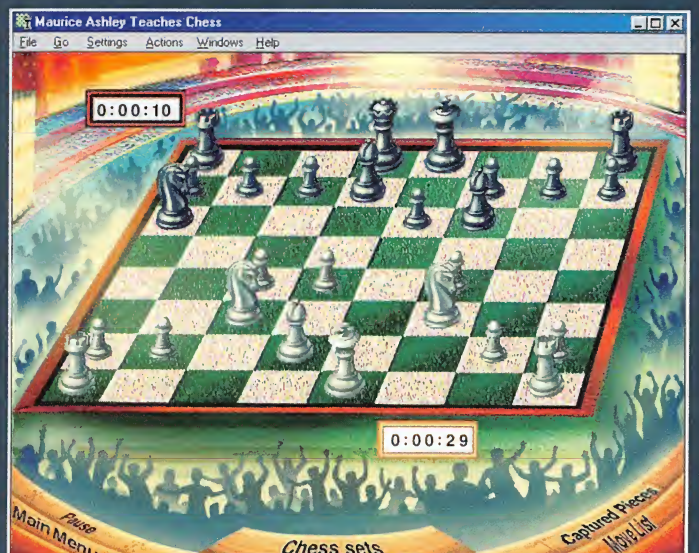 Maurice Ashley Teaches Chess
File Go Settings Actions Windows Help
0:00:10
0:00:29
Pause
Main Menu
Chess sets
Captured Pieces
Move List